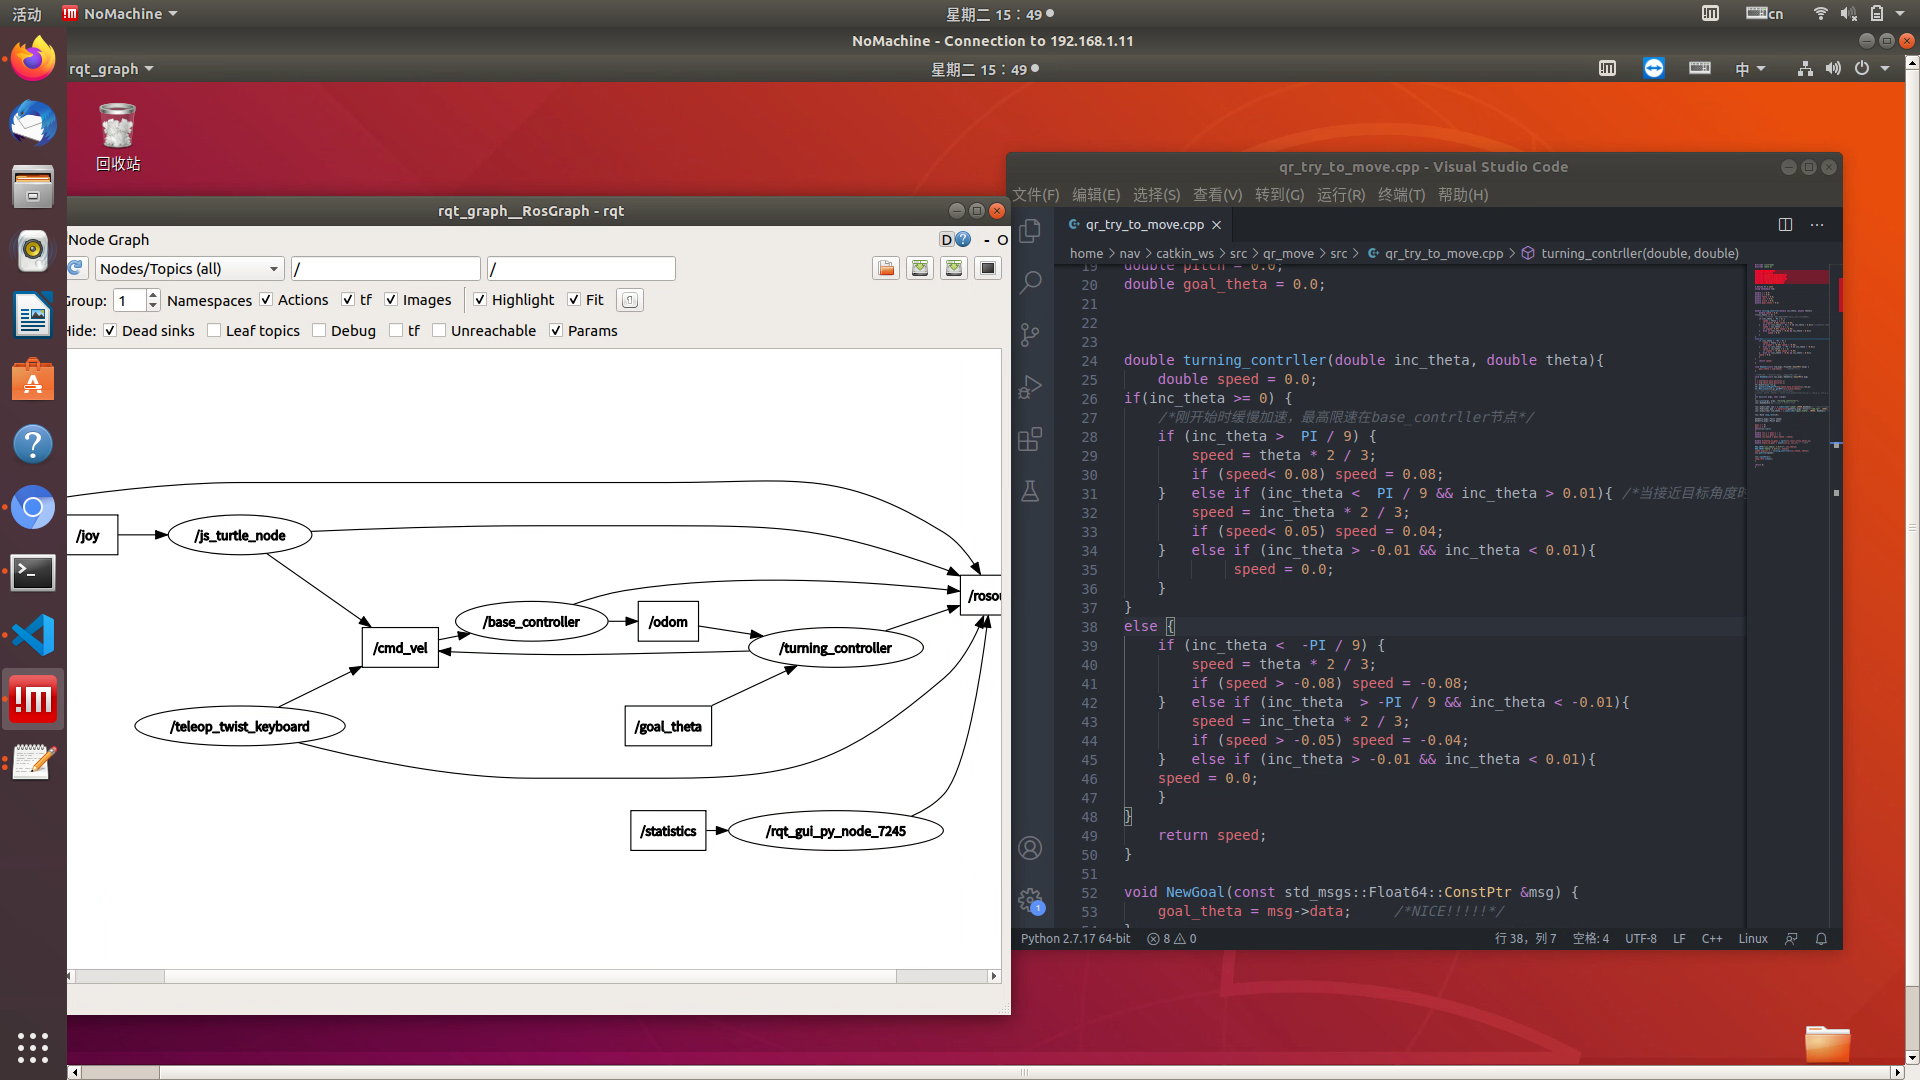 活动
NoMachine
星期二 15：49
cn
NoMachine - Connection to 192.168.1.11
rqt_graph
星期二 15：49
中
回收站
rqt_graph__RosGraph - rqt
Node Graph
D
- O
Nodes/Topics (all)
/
/
Group:
1
Namespaces
Actions
tf
Images
Highlight
Fit
Hide:
Dead sinks
Leaf topics
Debug
tf
Unreachable
Params
/joy
/js_turtle_node
/rosou
/base_controller
/odom
/cmd_vel
/turning_controller
/goal_theta
/teleop_twist_keyboard
/statistics
/rqt_gui_py_node_7245
qr_try_to_move.cpp - Visual Studio Code
文件(F) 编辑(E) 选择(S) 查看(V) 转到(G) 运行(R) 终端(T) 帮助(H)
qr_try_to_move.cpp
home > nav > catkin_ws > src > qr_move > src > qr_try_to_move.cpp > turning_contrller(double, double)
19 double pitch = 0.0;
20 double goal_theta = 0.0;
21
22
23
24 double turning_contrller(double inc_theta, double theta){
25     double speed = 0.0;
26 if(inc_theta >= 0) {
27     /*刚开始时缓慢加速，最高限速在base_contrller节点*/
28     if (inc_theta >  PI / 9) {
29         speed = theta * 2 / 3;
30         if (speed< 0.08) speed = 0.08;
31     }   else if (inc_theta <  PI / 9 && inc_theta > 0.01){ /*当接近目标角度时
32         speed = inc_theta * 2 / 3;
33         if (speed< 0.05) speed = 0.04;
34     }   else if (inc_theta > -0.01 && inc_theta < 0.01){
35              speed = 0.0;
36     }
37 }
38 else {
39     if (inc_theta <  -PI / 9) {
40         speed = theta * 2 / 3;
41         if (speed > -0.08) speed = -0.08;
42     }   else if (inc_theta  > -PI / 9 && inc_theta < -0.01){
43         speed = inc_theta * 2 / 3;
44         if (speed > -0.05) speed = -0.04;
45     }   else if (inc_theta > -0.01 && inc_theta < 0.01){
46     speed = 0.0;
47     }
48 }
49     return speed;
50 }
51
52 void NewGoal(const std_msgs::Float64::ConstPtr &msg) {
53     goal_theta = msg->data;     /*NICE!!!!!*/
1
Python 2.7.17 64-bit
8
0
行 38，列 7
空格: 4
UTF-8
LF
C++
Linux